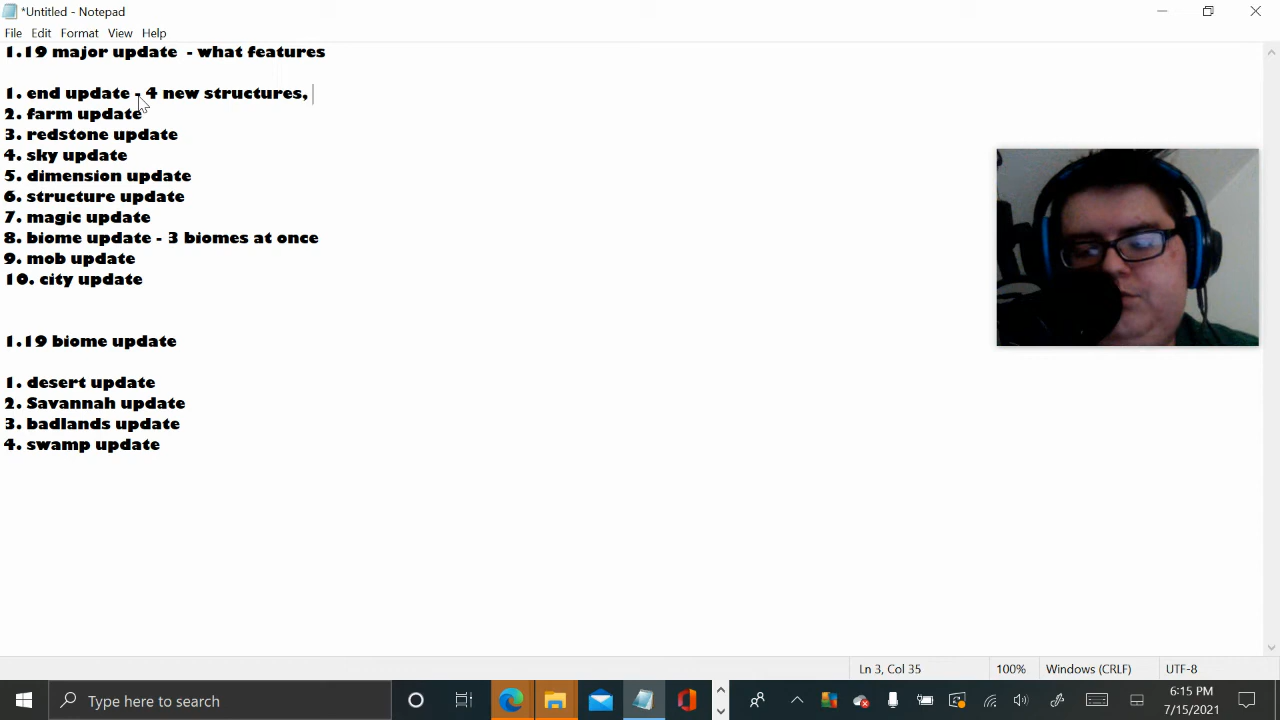 *Untitled - Notepad
File Edit Format View Help
1.19 major update - what features
1. end update - 4 new structures,
2. farm update
3. redstone update
4. sky update
5. dimension update
6. structure update
7. magic update
8. biome update - 3 biomes at once
9. mob update
10. city update
1.19 biome update
1. desert update
2. Savannah update
3. badlands update
4. swamp update
Ln 3, Col 35 100% Windows (CRLF) UTF-8
Type here to search
6:15 PM
7/15/2021